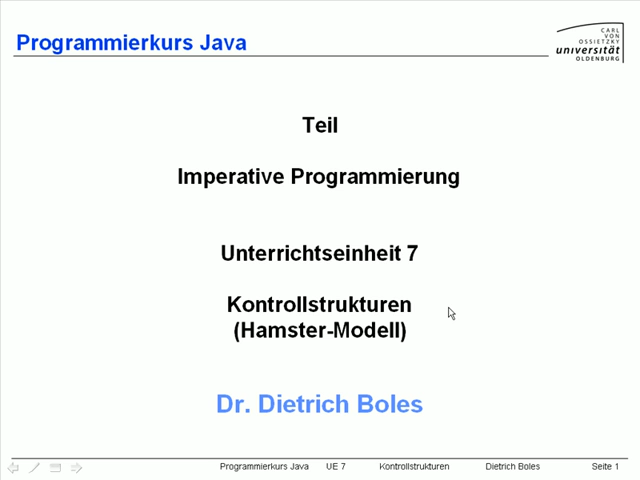 Programmierkurs Java
CARL
VON
OSSIETZKY
universität
OLDENBURG
Teil
Imperative Programmierung
Unterrichtseinheit 7
Kontrollstrukturen
(Hamster-Modell)
Dr. Dietrich Boles
Programmierkurs Java UE 7 Kontrollstrukturen Dietrich Boles Seite 1